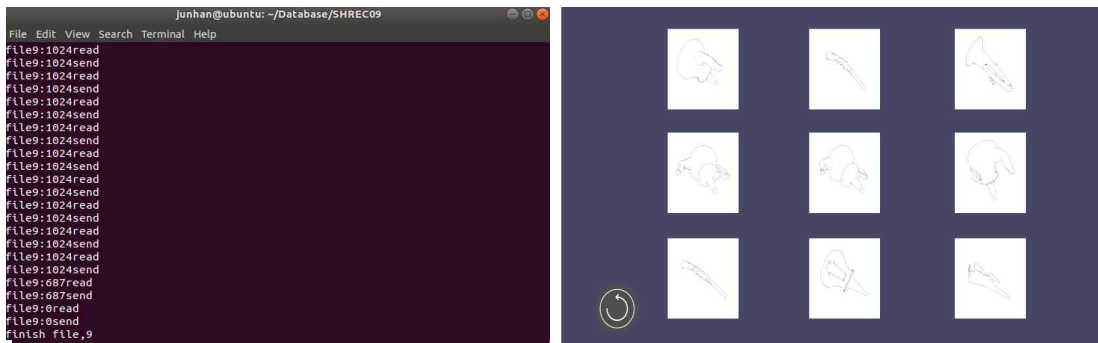 junhan@ubuntu: ~/Database/SHREC09
File Edit View Search Terminal Help
file9:1024read
file9:1024send
file9:1024read
file9:1024send
file9:1024read
file9:1024send
file9:1024read
file9:1024send
file9:1024read
file9:1024send
file9:1024read
file9:1024send
file9:1024read
file9:1024send
file9:1024read
file9:1024send
file9:1024read
file9:1024send
file9:687read
file9:687send
file9:0read
file9:0send
finish file,9